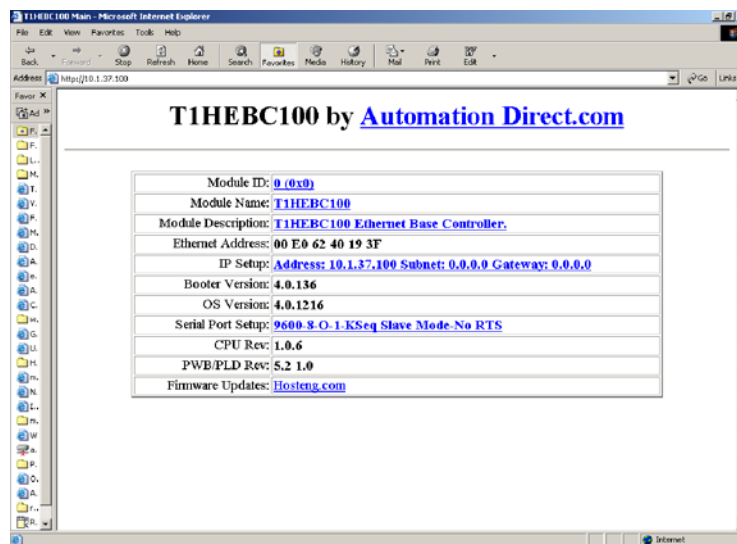 T1HEBC100 Main - Microsoft Internet Explorer
File Edit View Favorites Tools Help
Back Forward Stop Refresh Home Search Favorites Media History Mail Print Edit
Address http://10.1.37.100 Go Links
Favor X
Ad »
T1HEBC100 by Automation Direct.com
Module ID: 0 (0x0)
Module Name: T1HEBC100
Module Description: T1HEBC100 Ethernet Base Controller.
Ethernet Address: 00 E0 62 40 19 3F
IP Setup: Address: 10.1.37.100 Subnet: 0.0.0.0 Gateway: 0.0.0.0
Booter Version: 4.0.136
OS Version: 4.0.1216
Serial Port Setup: 9600-8-O-1-KSeq Slave Mode-No RTS
CPU Rev: 1.0.6
PWB/PLD Rev: 5.2 1.0
Firmware Updates: Hosteng.com
Internet